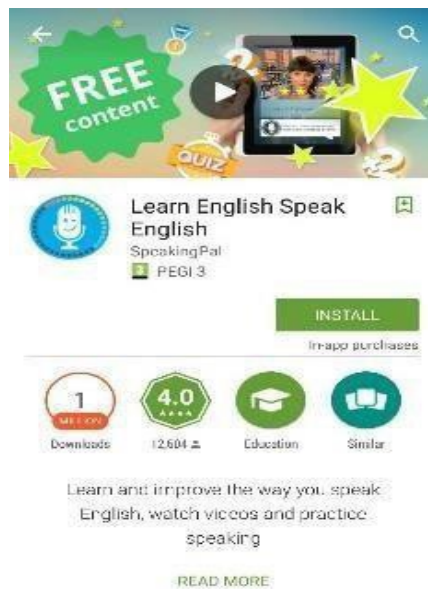 FREE
content
QUIZ
Learn English Speak
English
SpeakingPal
3 PEGI 3
INSTALL
In-app purchases
1
MILLION
4.0
Downloads
12,604
Education
Similar
Learn and improve the way you speak
English, watch videos and practice
speaking
READ MORE